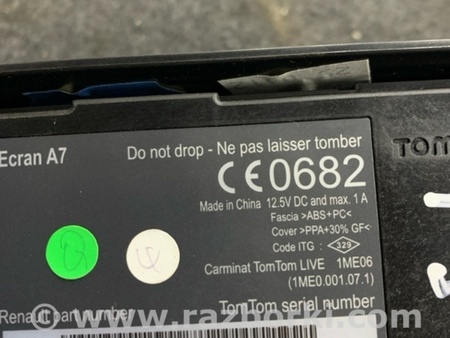 Ecran A7
Do not drop - Ne pas laisser tomber
CE 0682
Made in China 12.5V DC and max. 1 A
Fascia >ABS+PC<
Cover >PPA+30% GF<
Code ITG : 329
Carminat TomTom LIVE 1ME06
(1ME0.001.07.1)
Renault part number
TomTom serial number
TOM
www.razborki.com